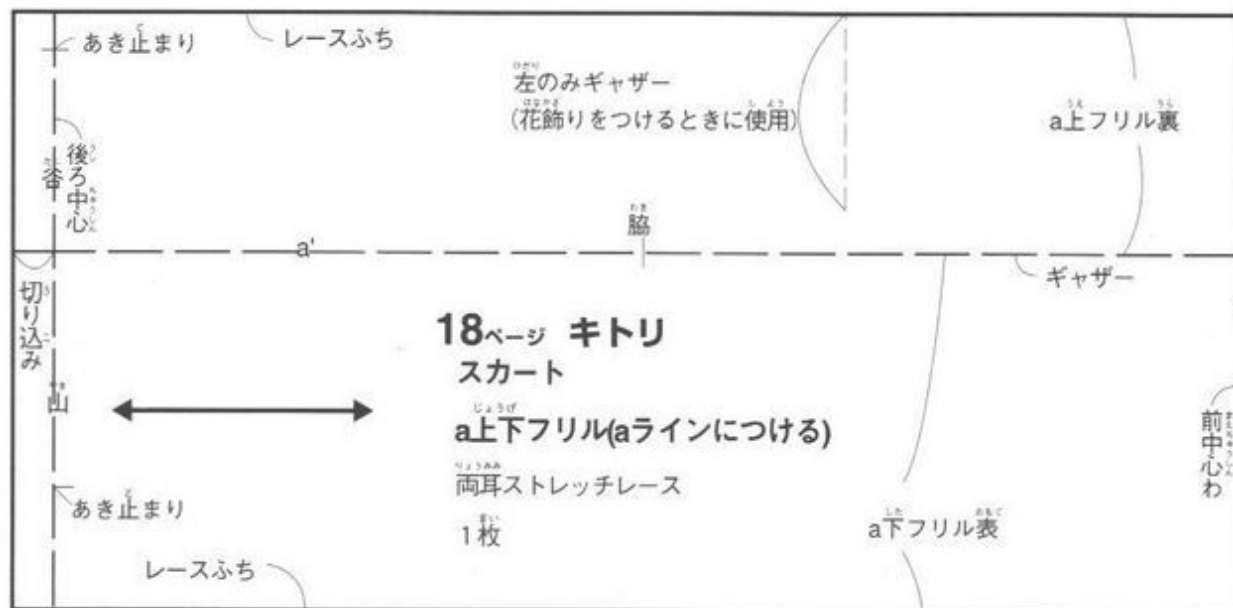 あき止まり
レースふち
左のみギャザー
(花飾りをつけるときに使用)
a上フリル裏
後ろ中心
谷
脇
a'
ギャザー
切り込み
18ページ キトリ
スカート
山
a上下フリル(aラインにつける)
前中心わ
両耳ストレッチレース
あき止まり
1枚
a下フリル表
レースふち